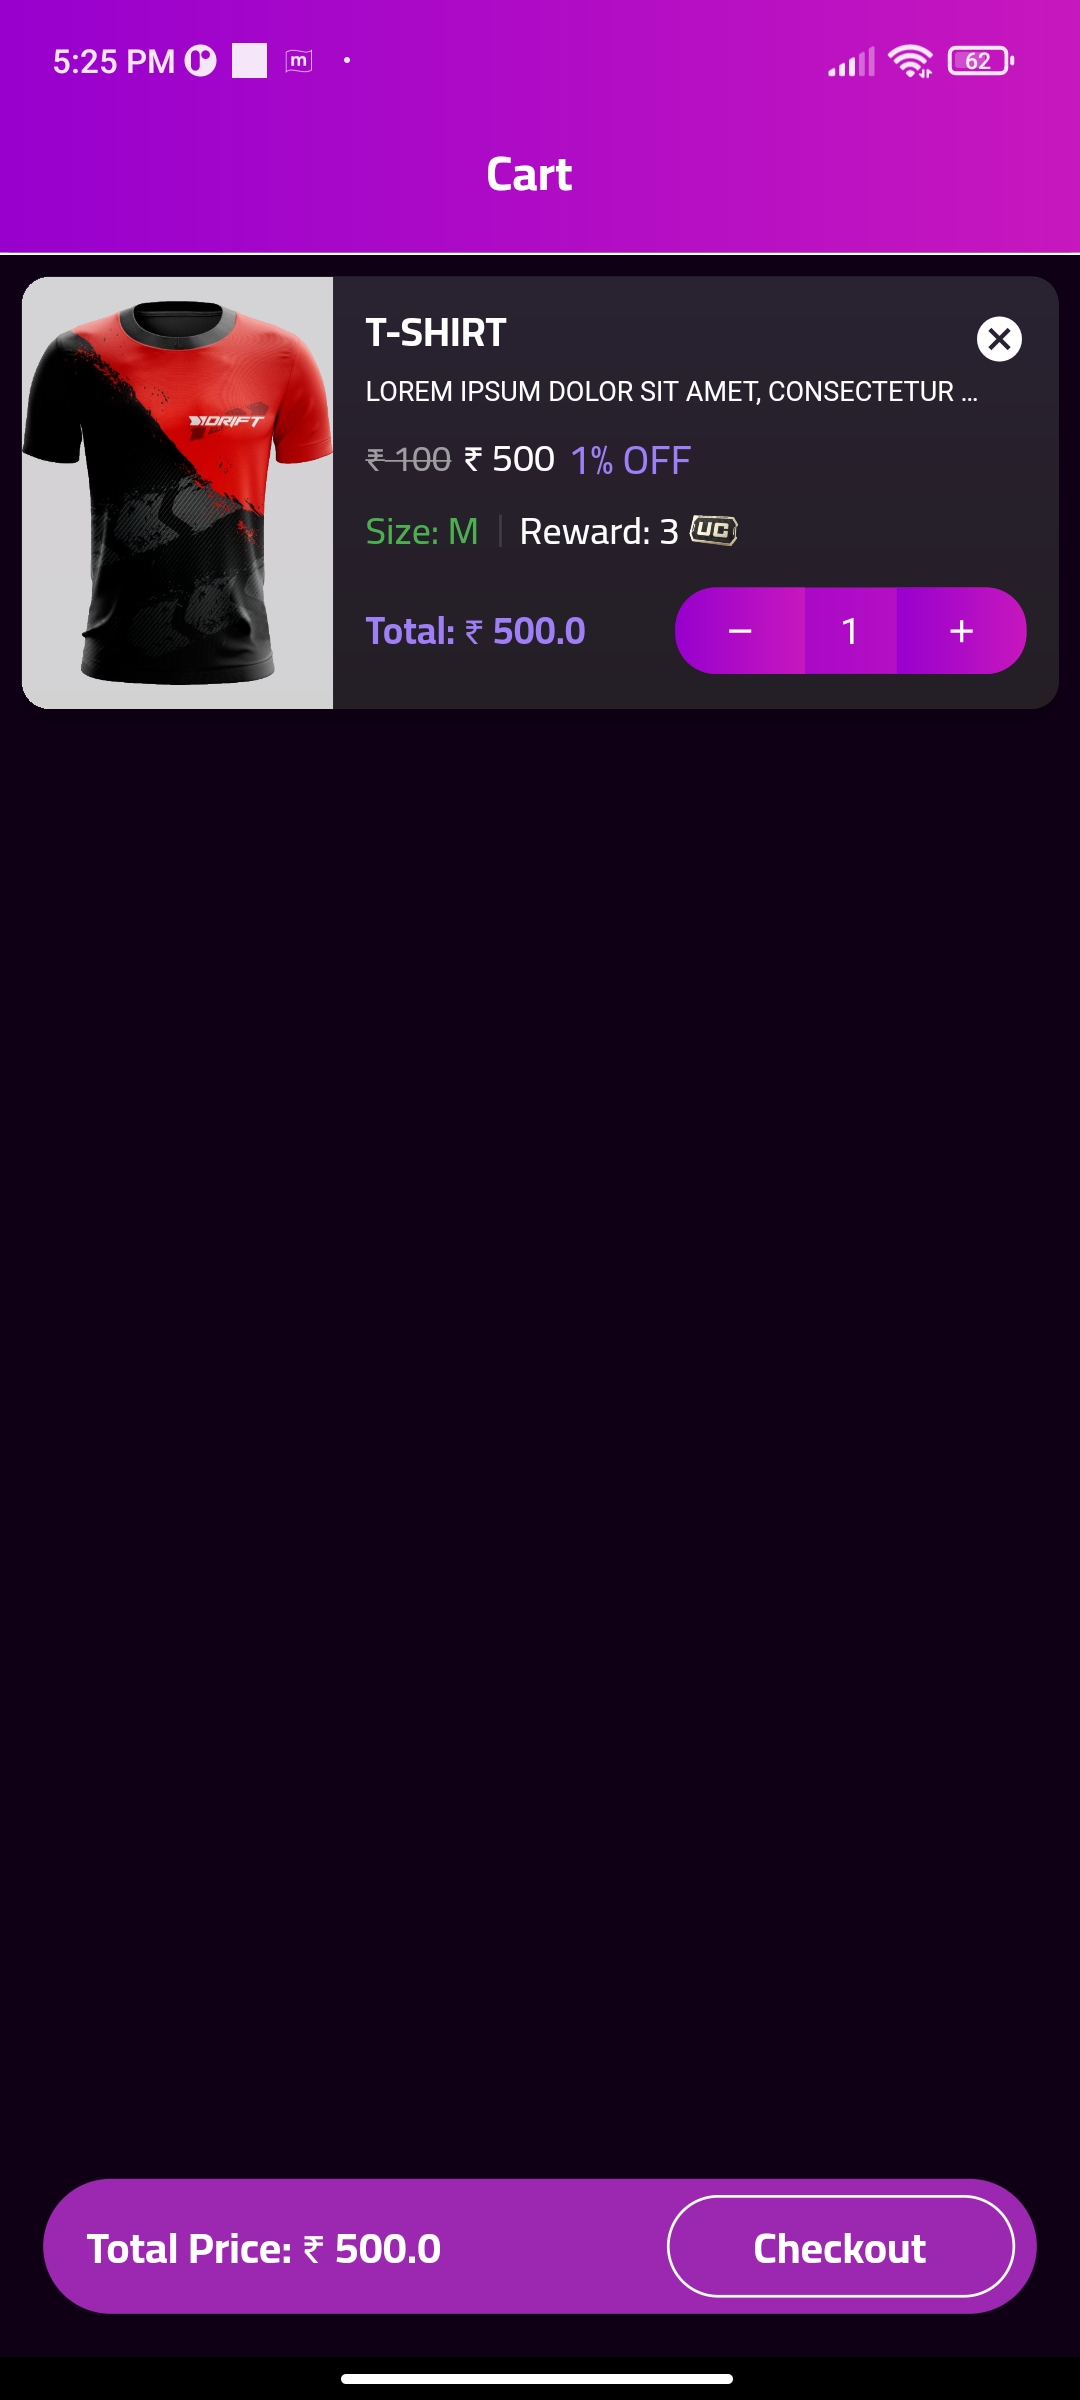 5:25 PM
62
Cart
DRIFT
T-SHIRT
LOREM IPSUM DOLOR SIT AMET, CONSECTETUR ...
₹ 100 ₹ 500 1% OFF
Size: M | Reward: 3 UC
Total: ₹ 500.0 − 1 +
Total Price: ₹ 500.0 Checkout